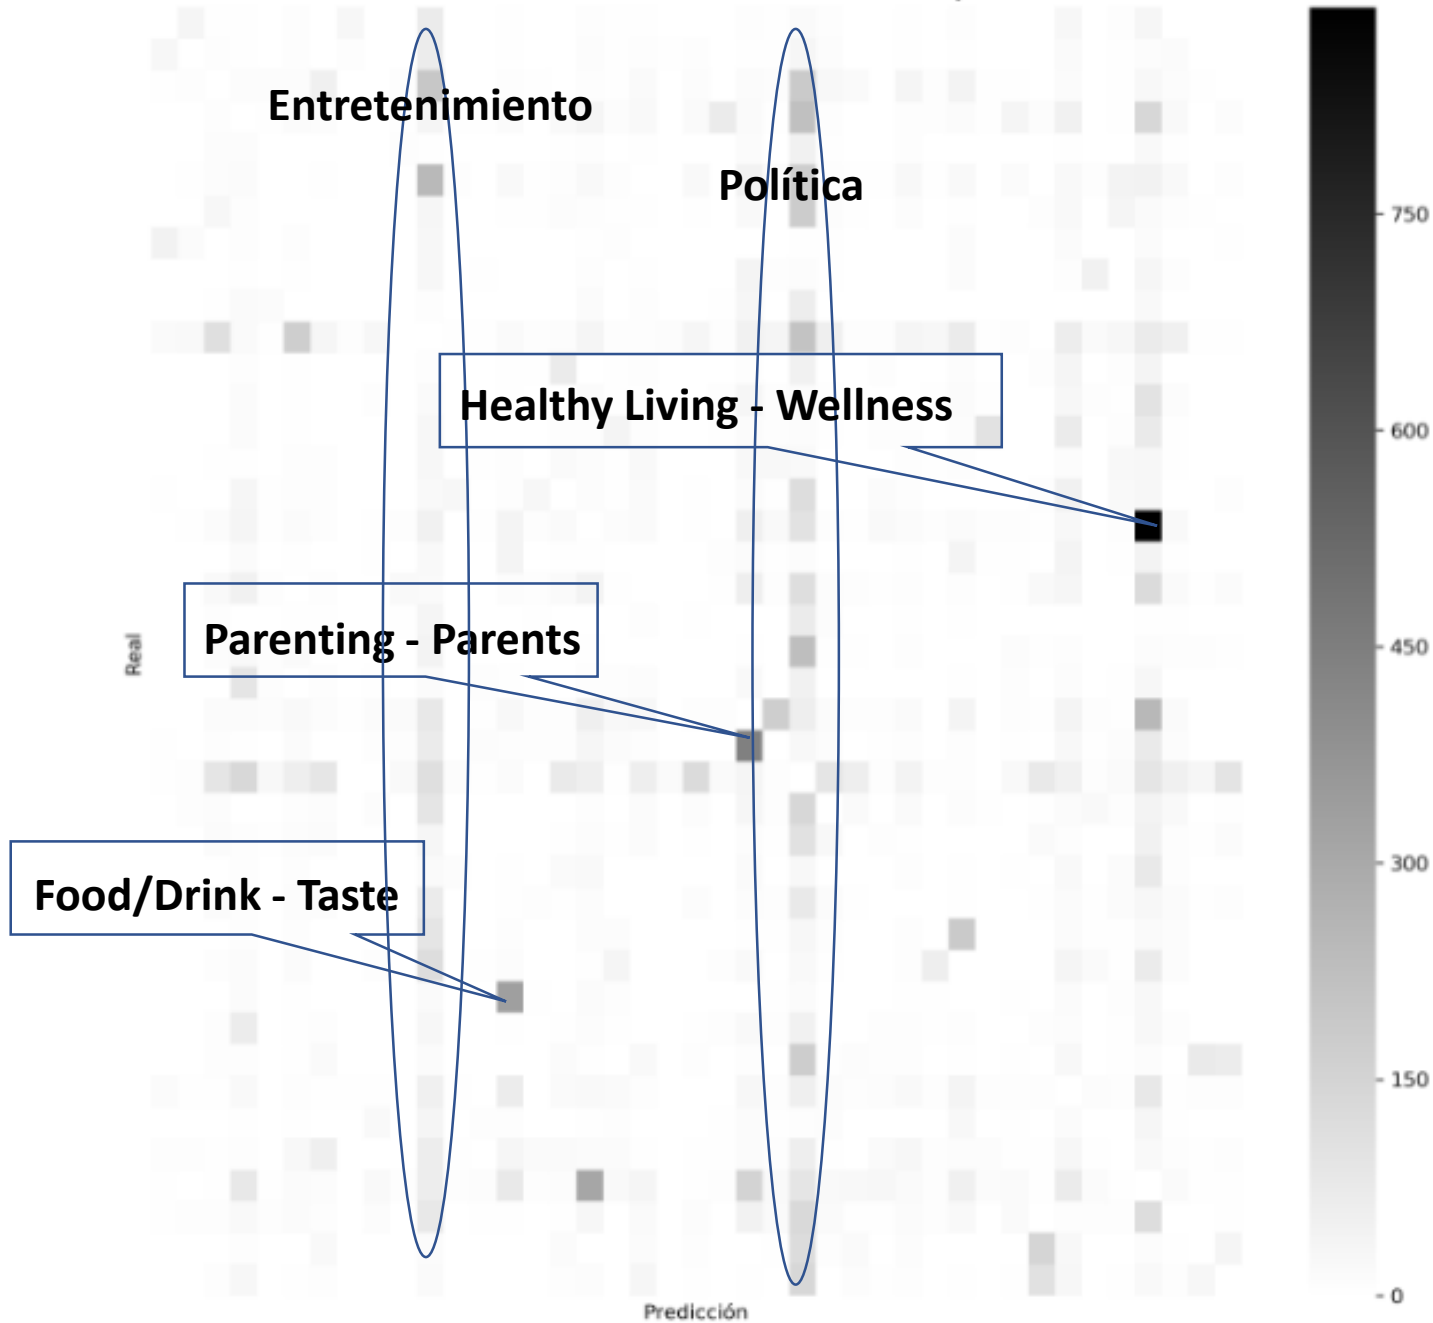 Entretenimiento
Política
750
Healthy Living - Wellness
600
Parenting - Parents
Real
450
Food/Drink - Taste
300
150
0
Predicción